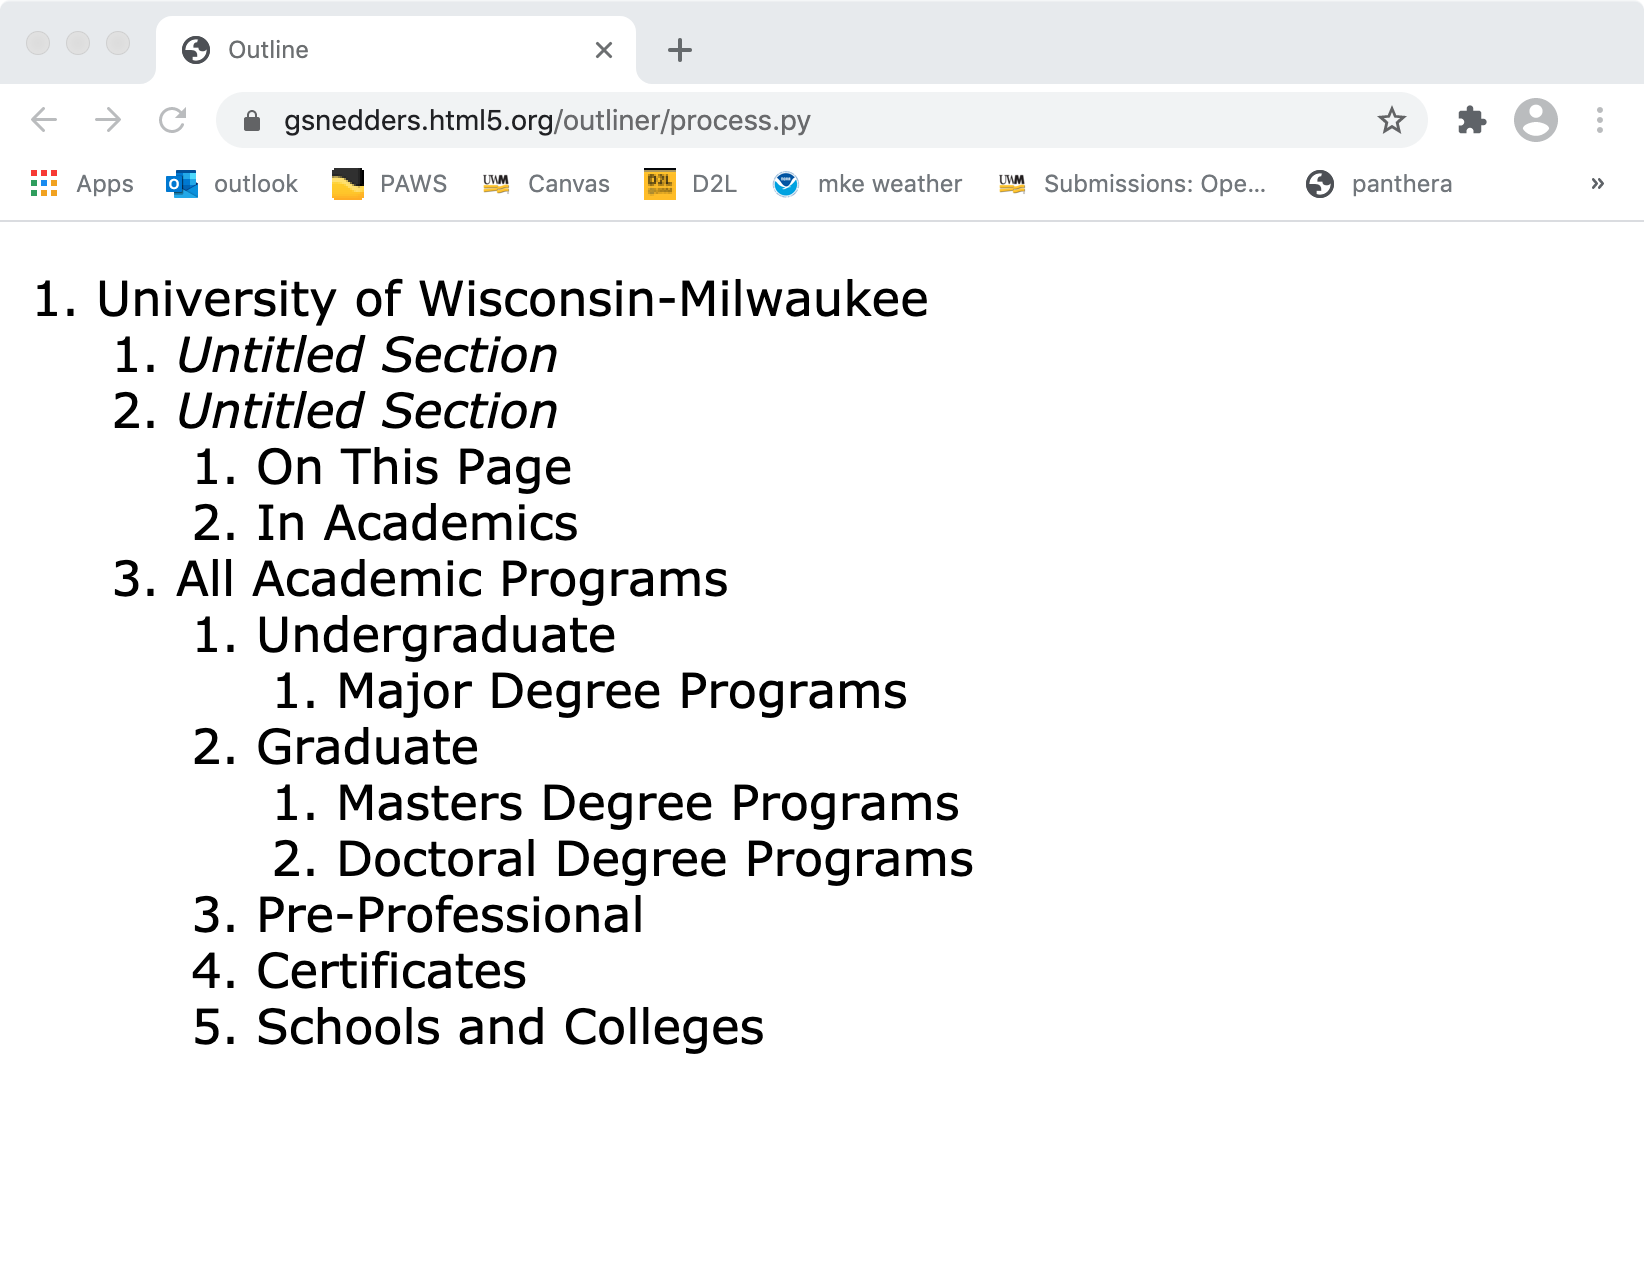 Outline
gsnedders.html5.org/outliner/process.py
Apps outlook PAWS UWM Canvas D2L D2L mke weather UWM Submissions: Ope... panthera »
1. University of Wisconsin-Milwaukee
1. Untitled Section
2. Untitled Section
1. On This Page
2. In Academics
3. All Academic Programs
1. Undergraduate
1. Major Degree Programs
2. Graduate
1. Masters Degree Programs
2. Doctoral Degree Programs
3. Pre-Professional
4. Certificates
5. Schools and Colleges